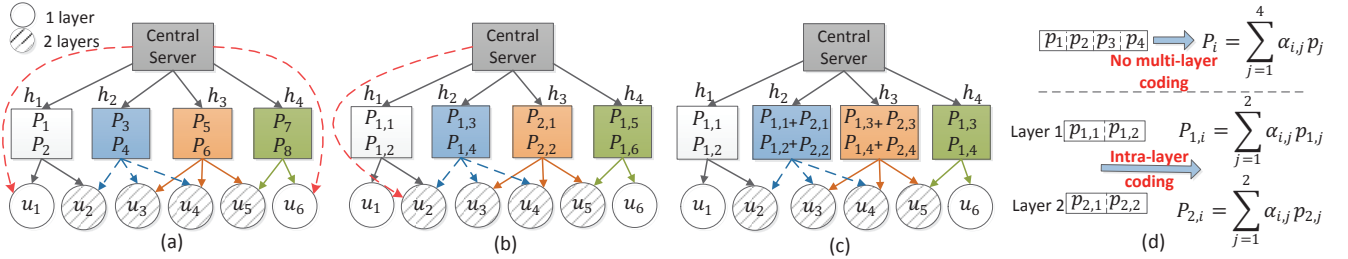 1 layer
2 layers
Central
Server
h₁ h₂ h₃ h₄
P₁ P₃ P₅ P₇
P₂ P₄ P₆ P₈
u₁ u₂ u₃ u₄ u₅ u₆
(a)
Central
Server
h₁ h₂ h₃ h₄
P₁,₁ P₁,₃ P₂,₁ P₁,₅
P₁,₂ P₁,₄ P₂,₂ P₁,₆
u₁ u₂ u₃ u₄ u₅ u₆
(b)
Central
Server
h₁ h₂ h₃ h₄
P₁,₁ P₁,₁+P₂,₁ P₁,₃+P₂,₃ P₁,₃
P₁,₂ P₁,₂+P₂,₂ P₁,₄+P₂,₄ P₁,₄
u₁ u₂ u₃ u₄ u₅ u₆
(c)
p₁ p₂ p₃ p₄ Pᵢ = ∑_{j=1}^{4} αᵢ,ⱼ pⱼ
No multi-layer
coding
Layer 1 p₁,₁ p₁,₂ P₁,ᵢ = ∑_{j=1}^{2} αᵢ,ⱼ p₁,ⱼ
Intra-layer
coding
Layer 2 p₂,₁ p₂,₂ P₂,ᵢ = ∑_{j=1}^{2} αᵢ,ⱼ p₂,ⱼ
(d)